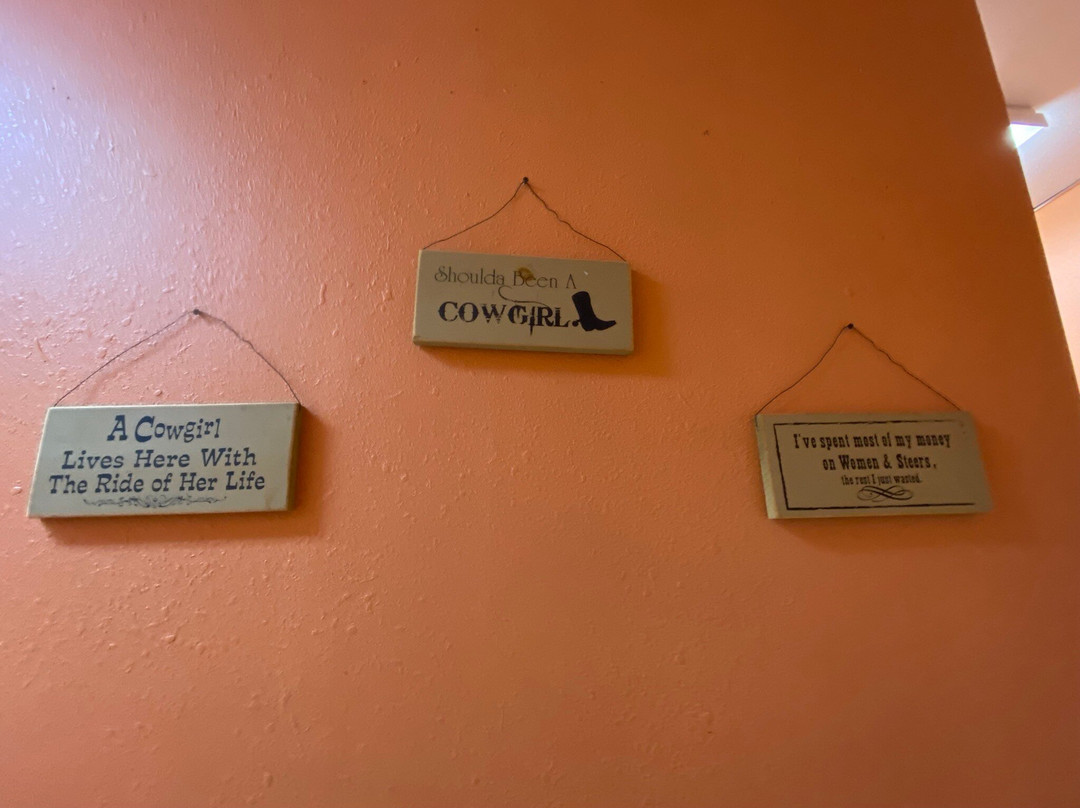 A Cowgirl
Lives Here With
The Ride of Her Life
Shoulda Been A
COWGIRL
I've spent most of my money
on Women & Steers,
the rest I just wasted.